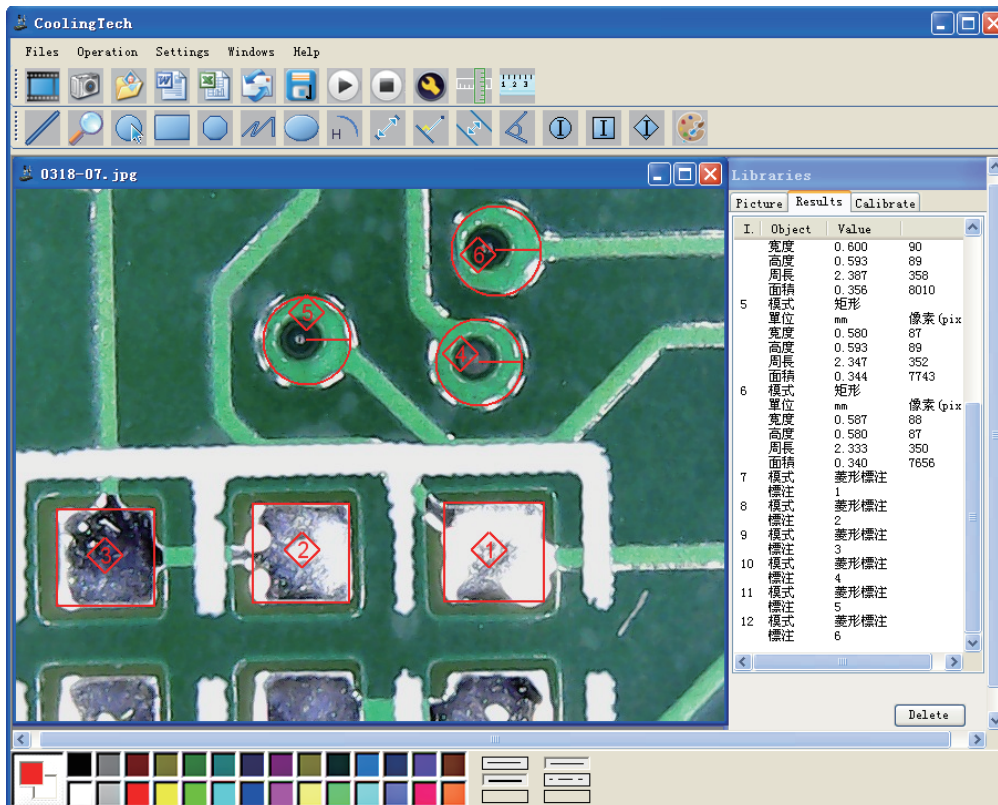 CoolingTech
Files Operation Settings Windows Help
1 2 3
H
0318-07.jpg
6
5
4
3
2
1
Libraries
Picture Results Calibrate
I. Object Value
寬度 0.600 90
高度 0.593 89
周長 2.387 358
面積 0.356 8010
5 模式 矩形
單位 mm 像素(pix
寬度 0.580 87
高度 0.593 89
周長 2.347 352
面積 0.344 7743
6 模式 矩形
單位 mm 像素(pix
寬度 0.587 88
高度 0.580 87
周長 2.333 350
面積 0.340 7656
7 模式 菱形標注
標注 1
8 模式 菱形標注
標注 2
9 模式 菱形標注
標注 3
10 模式 菱形標注
標注 4
11 模式 菱形標注
標注 5
12 模式 菱形標注
標注 6
Delete